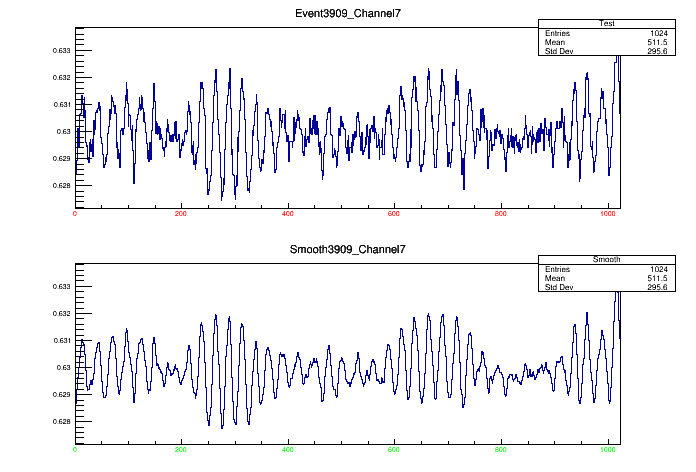 Event3909_Channel7
Test
Entries 1024
Mean 511.5
Std Dev 295.6
0.633
0.632
0.631
0.63
0.629
0.628
0 200 400 600 800 1000
Smooth3909_Channel7
Smooth
Entries 1024
Mean 511.5
Std Dev 295.6
0.633
0.632
0.631
0.63
0.629
0.628
0 200 400 600 800 1000